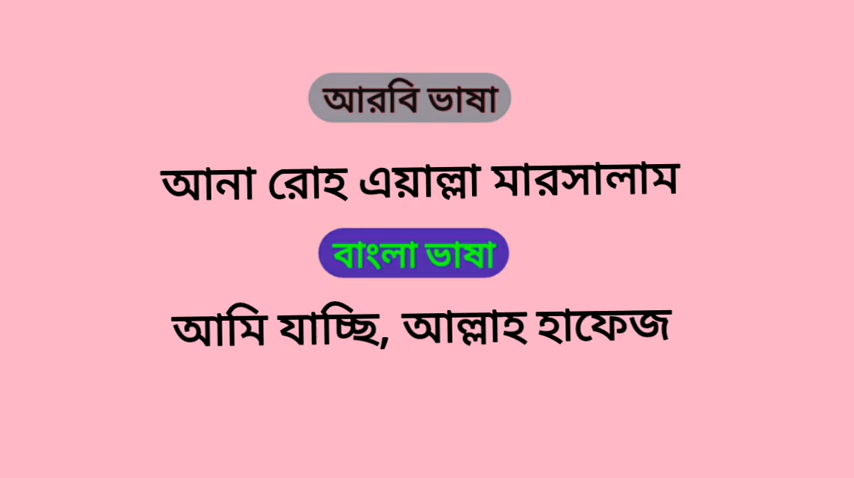 আরবি ভাষা
আনা রোহ এয়াল্লা মারসালাম
বাংলা ভাষা
আমি যাচ্ছি, আল্লাহ হাফেজ